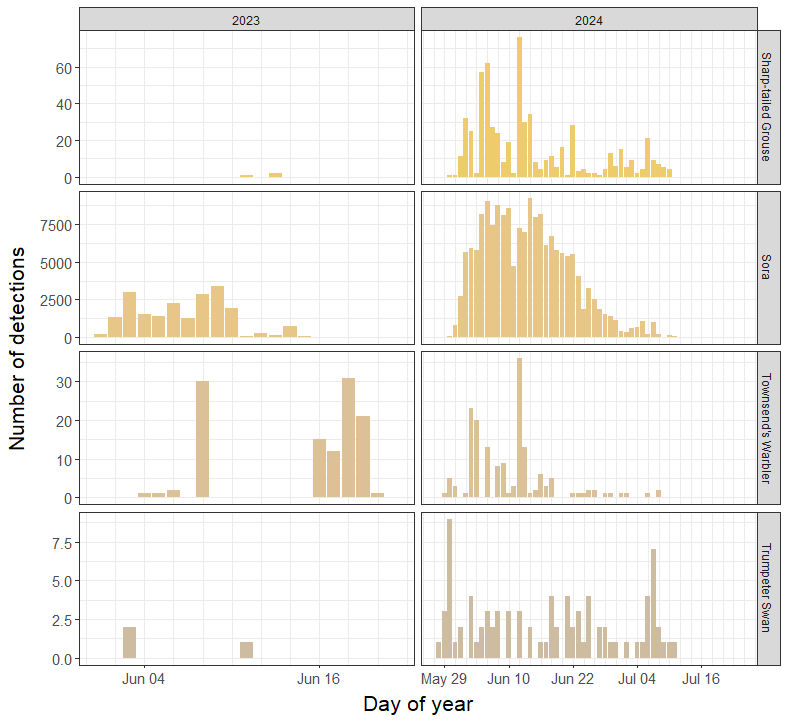 2023
2024
60
40
20
0
Sharp-tailed Grouse
7500
5000
2500
0
Sora
30
20
10
0
Townsend's Warbler
7.5
5.0
2.5
0.0
Trumpeter Swan
Number of detections
Jun 04
Jun 16
May 29
Jun 10
Jun 22
Jul 04
Jul 16
Day of year